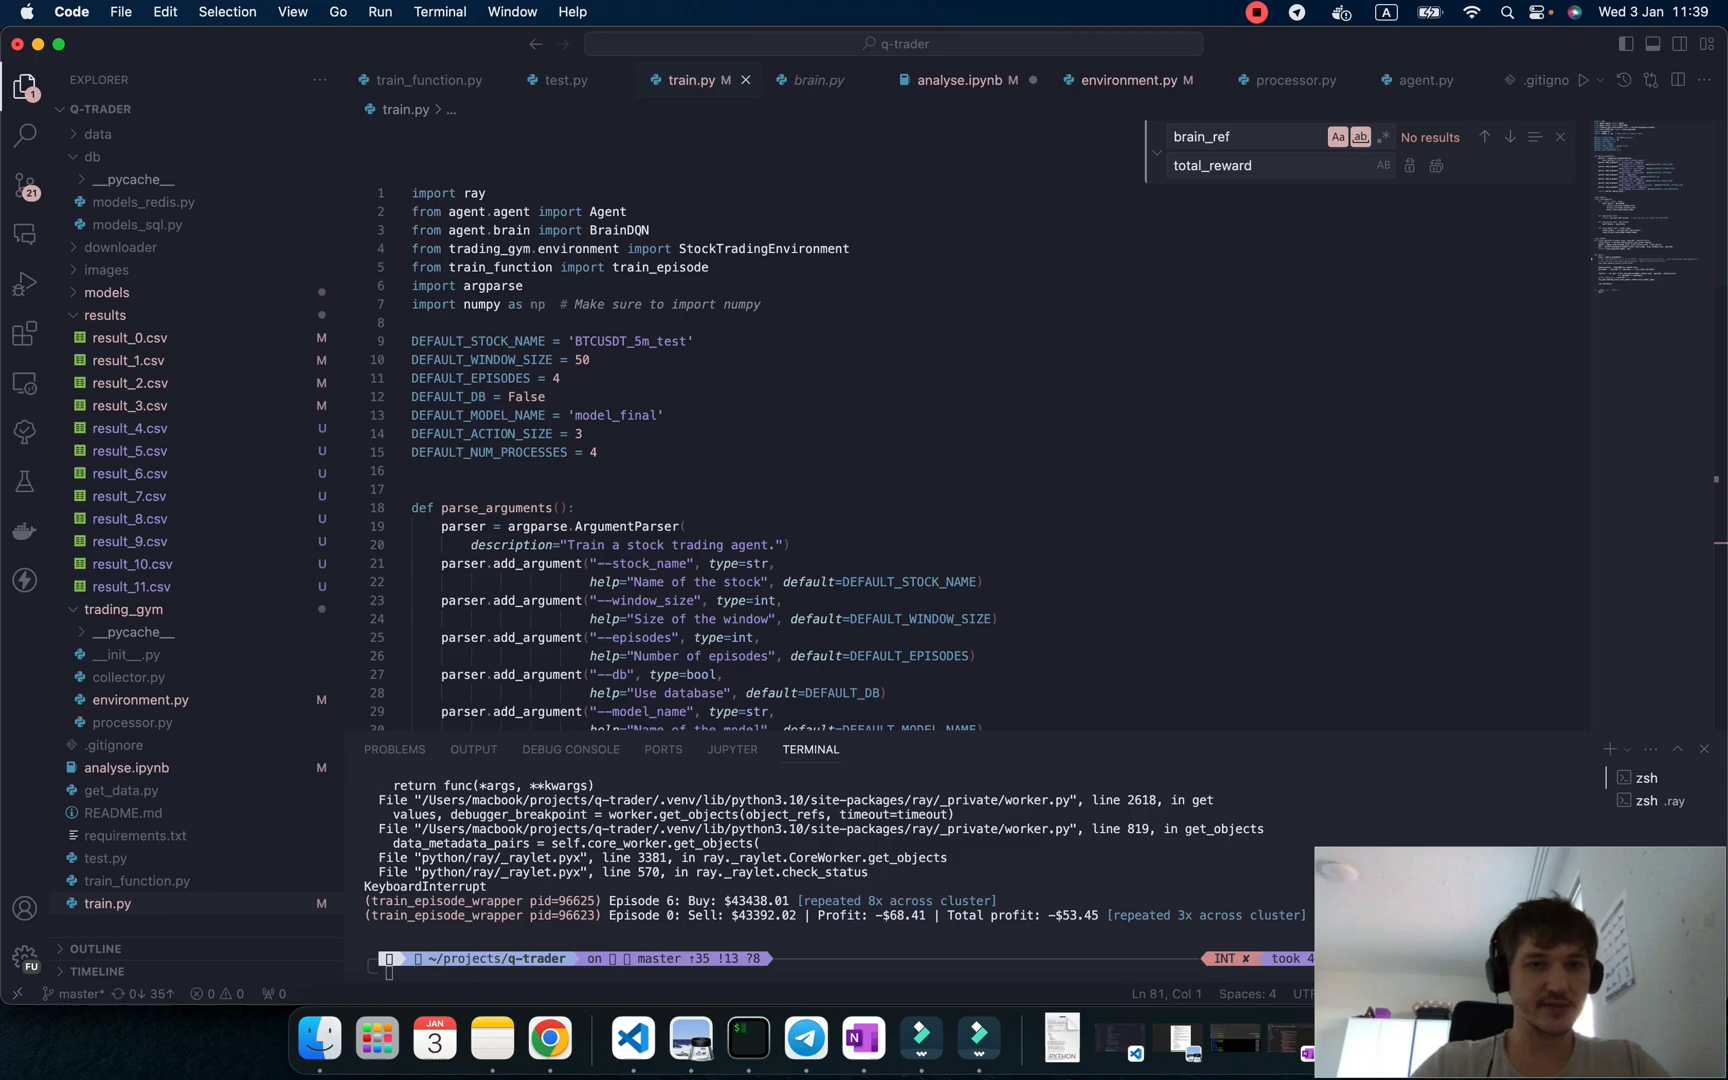 Code File Edit Selection View Go Run Terminal Window Help A Wed 3 Jan 11:39
q-trader
EXPLORER
train_function.py test.py train.py M brain.py analyse.ipynb M environment.py M processor.py agent.py .gitigno
train.py > ...
Q-TRADER
data
db
__pycache__
models_redis.py
models_sql.py
downloader
images
models
results
result_0.csv M
result_1.csv M
result_2.csv M
result_3.csv M
result_4.csv U
result_5.csv U
result_6.csv U
result_7.csv U
result_8.csv U
result_9.csv U
result_10.csv U
result_11.csv U
trading_gym
__pycache__
__init__.py
collector.py
environment.py M
processor.py
.gitignore
analyse.ipynb M
get_data.py
README.md
requirements.txt
test.py
train_function.py
train.py M
OUTLINE
TIMELINE
1
21
FU
brain_ref Aa ab No results
total_reward AB
1 import ray
2 from agent.agent import Agent
3 from agent.brain import BrainDQN
4 from trading_gym.environment import StockTradingEnvironment
5 from train_function import train_episode
6 import argparse
7 import numpy as np # Make sure to import numpy
8
9 DEFAULT_STOCK_NAME = 'BTCUSDT_5m_test'
10 DEFAULT_WINDOW_SIZE = 50
11 DEFAULT_EPISODES = 4
12 DEFAULT_DB = False
13 DEFAULT_MODEL_NAME = 'model_final'
14 DEFAULT_ACTION_SIZE = 3
15 DEFAULT_NUM_PROCESSES = 4
16
17
18 def parse_arguments():
19 parser = argparse.ArgumentParser(
20 description="Train a stock trading agent.")
21 parser.add_argument("--stock_name", type=str,
22 help="Name of the stock", default=DEFAULT_STOCK_NAME)
23 parser.add_argument("--window_size", type=int,
24 help="Size of the window", default=DEFAULT_WINDOW_SIZE)
25 parser.add_argument("--episodes", type=int,
26 help="Number of episodes", default=DEFAULT_EPISODES)
27 parser.add_argument("--db", type=bool,
28 help="Use database", default=DEFAULT_DB)
29 parser.add_argument("--model_name", type=str,
30 help="Name of the model", default=DEFAULT_MODEL_NAME)
PROBLEMS OUTPUT DEBUG CONSOLE PORTS JUPYTER TERMINAL
return func(*args, **kwargs)
File "/Users/macbook/projects/q-trader/.venv/lib/python3.10/site-packages/ray/_private/worker.py", line 2618, in get
values, debugger_breakpoint = worker.get_objects(object_refs, timeout=timeout)
File "/Users/macbook/projects/q-trader/.venv/lib/python3.10/site-packages/ray/_private/worker.py", line 819, in get_objects
data_metadata_pairs = self.core_worker.get_objects(
File "python/ray/_raylet.pyx", line 3381, in ray._raylet.CoreWorker.get_objects
File "python/ray/_raylet.pyx", line 570, in ray._raylet.check_status
KeyboardInterrupt
(train_episode_wrapper pid=96625) Episode 6: Buy: $43438.01 [repeated 8x across cluster]
(train_episode_wrapper pid=96623) Episode 0: Sell: $43392.02 | Profit: -$68.41 | Total profit: -$53.45 [repeated 3x across cluster]
~/projects/q-trader on master ↑35 !13 ?8 INT ✘ took 4
zsh
zsh .ray
master* 0↓ 35↑ 0 0 0 Ln 81, Col 1 Spaces: 4 UTF
JAN
3
PYTHON